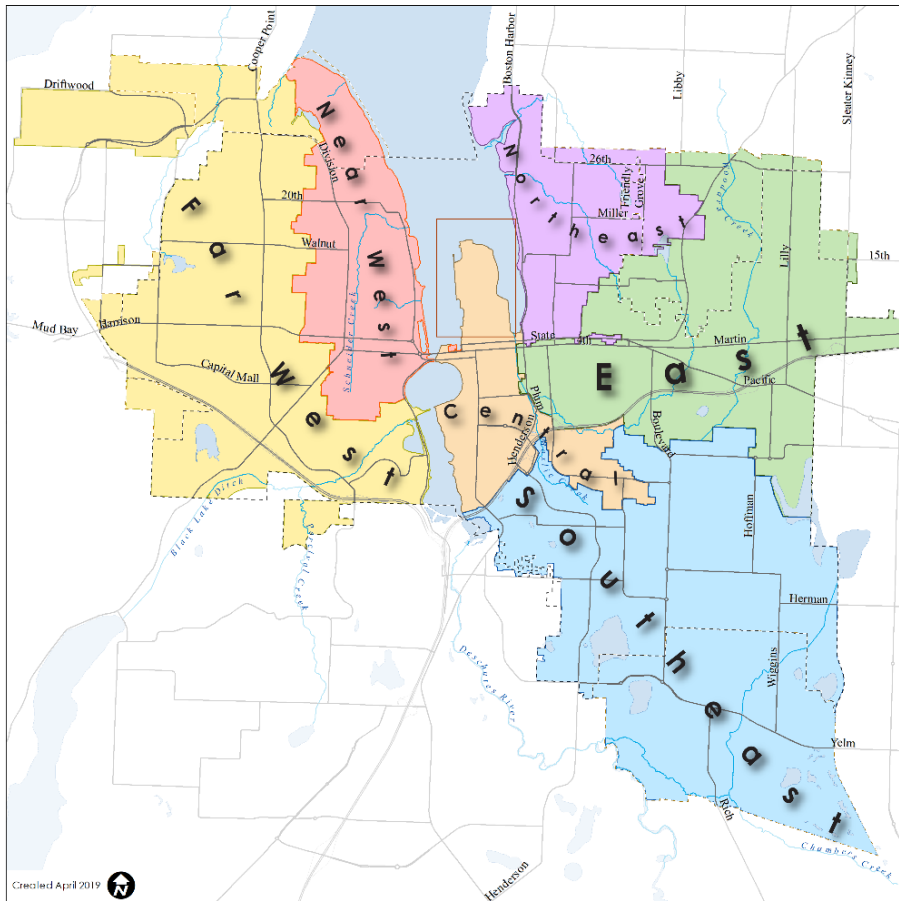 Cooper Point
Boston Harbor
Libby
Sleater Kinney
Driftwood
Near West
Division
Northeast
26th
Friendly Grove
20th
Miller
Far West
Walnut
Creek
Lilly
15th
Schneider Creek
Mud Bay
Harrison
State
4th
Martin
East
Capital Mall
Pacific
Central
Plum
Henderson
Boulevard
Creek
Southeast
Black Lake Ditch
Percival Creek
Hoffman
Herman
Deschutes River
Wiggins
Yelm
Rich
Chambers Creek
Henderson
Created April 2019
N